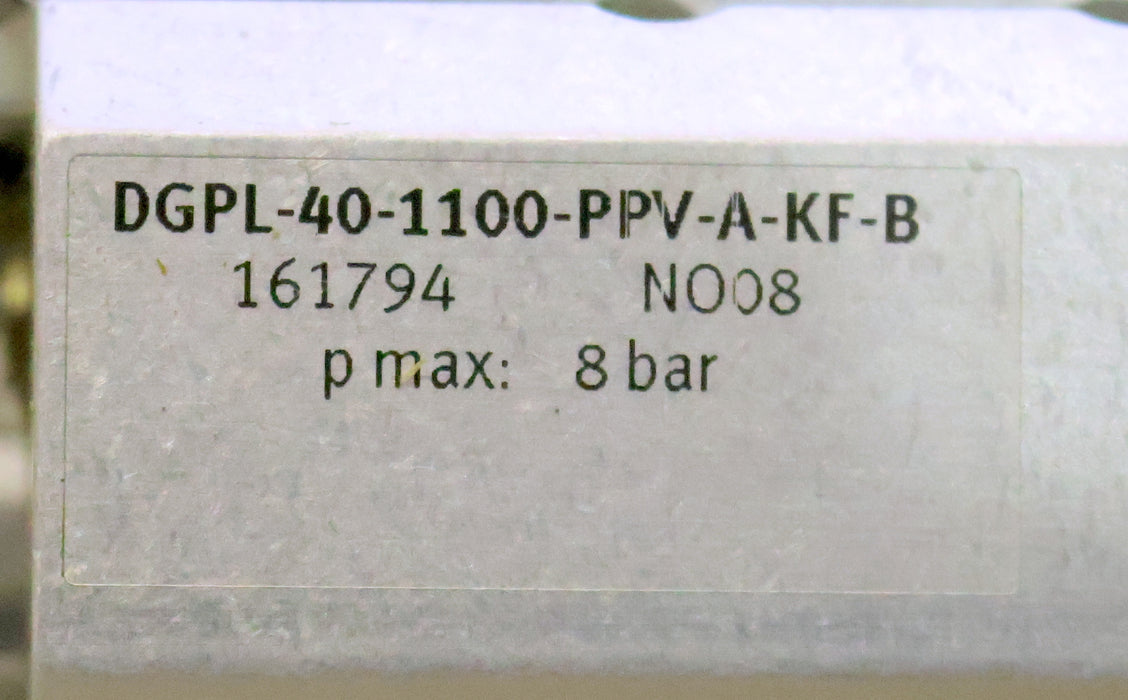 DGPL-40-1100-PPV-A-KF-B
161794 NO08
p max: 8 bar